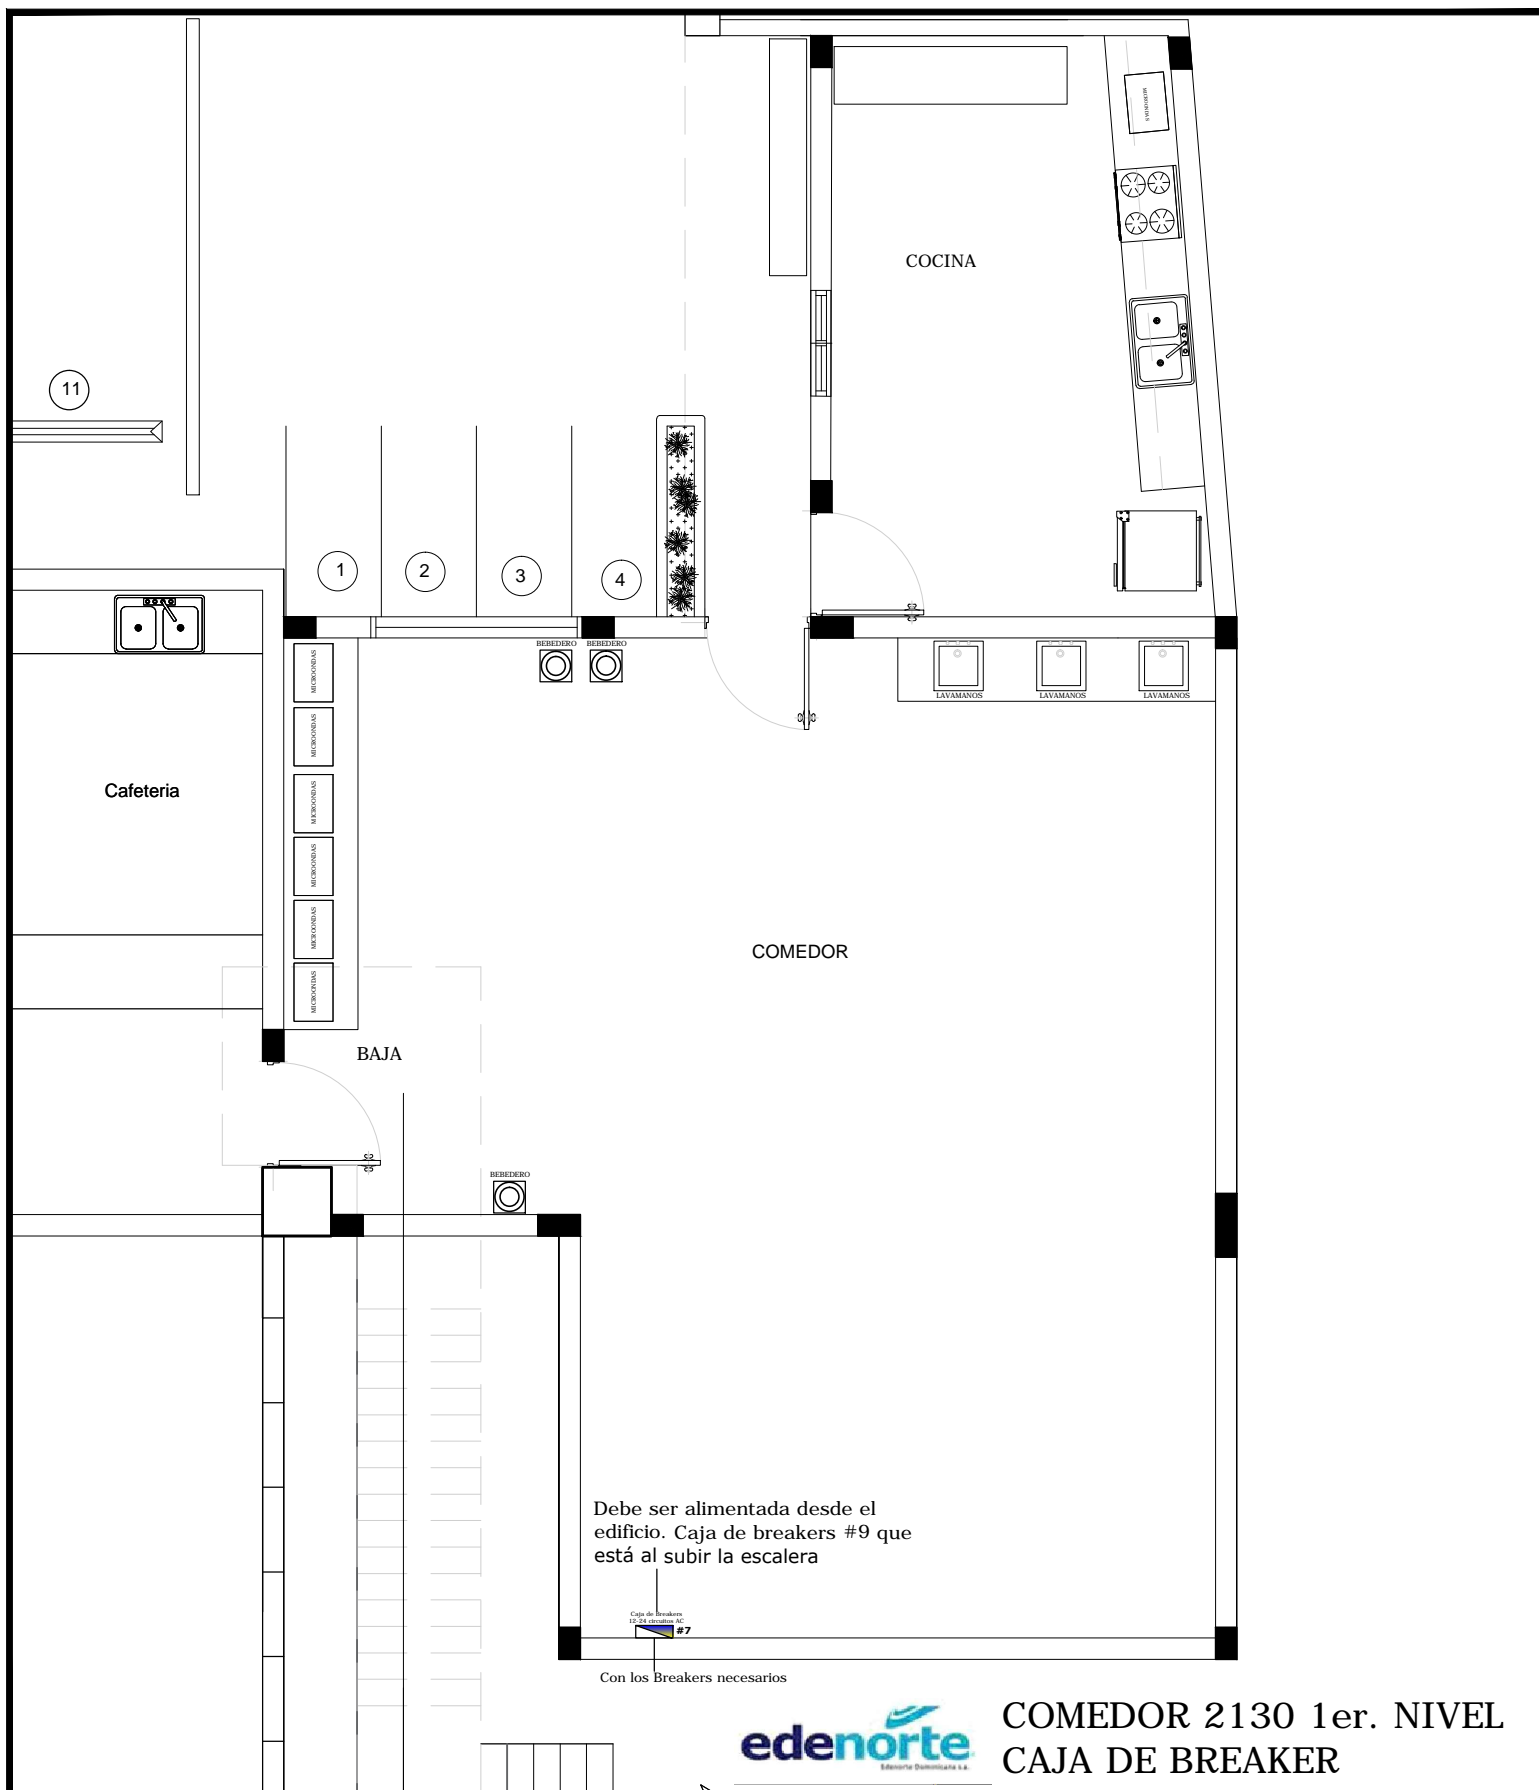 MICROONDAS
COCINA
11
1
2
3
4
BEBEDERO
BEBEDERO
MICROONDAS
LAVAMANOS
LAVAMANOS
LAVAMANOS
MICROONDAS
Cafeteria
MICROONDAS
MICROONDAS
MICROONDAS
COMEDOR
MICROONDAS
BAJA
BEBEDERO
Debe ser alimentada desde el
edificio. Caja de breakers #9 que
está al subir la escalera
Caja de Breakers
12-24 circuitos AC
#7
Con los Breakers necesarios
edenorte
Edenorte Dominicana s.a.
COMEDOR 2130 1er. NIVEL
CAJA DE BREAKER